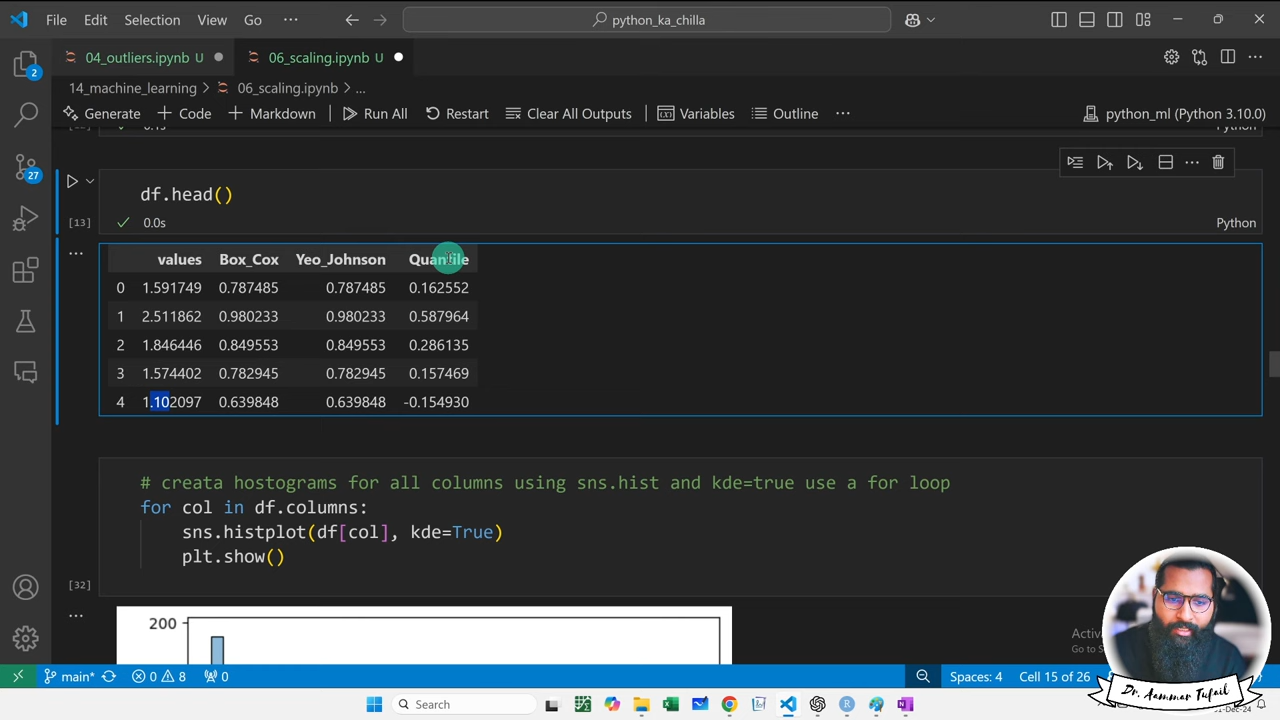 File Edit Selection View Go ··· python_ka_chilla
04_outliers.ipynb U 06_scaling.ipynb U
14_machine_learning > 06_scaling.ipynb > ...
Generate + Code + Markdown Run All Restart Clear All Outputs Variables Outline ··· python_ml (Python 3.10.0)
Python
df.head()
[13] 0.0s Python
values Box_Cox Yeo_Johnson Quantile
0 1.591749 0.787485 0.787485 0.162552
1 2.511862 0.980233 0.980233 0.587964
2 1.846446 0.849553 0.849553 0.286135
3 1.574402 0.782945 0.782945 0.157469
4 1.102097 0.639848 0.639848 -0.154930
# creata hostograms for all columns using sns.hist and kde=true use a for loop
for col in df.columns:
sns.histplot(df[col], kde=True)
plt.show()
[32]
200
2
27
main* 0 8 0 Spaces: 4 Cell 15 of 26
Search
Dr. Aammar Tufail